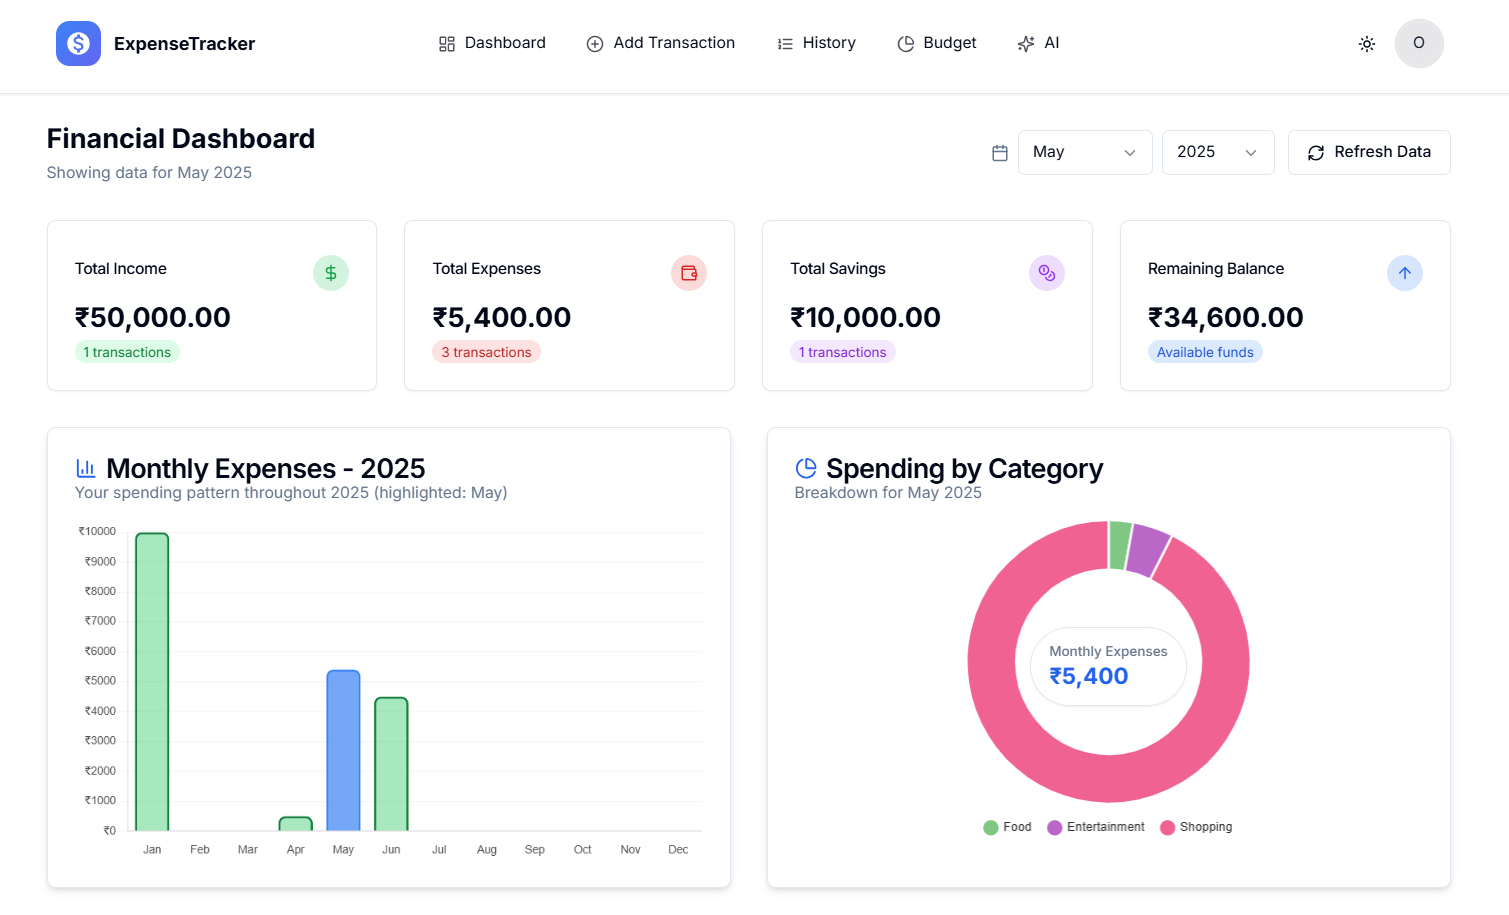 ExpenseTracker
Dashboard
Add Transaction
History
Budget
AI
O
Financial Dashboard
Showing data for May 2025
May
2025
Refresh Data
Total Income
₹50,000.00
1 transactions
Total Expenses
₹5,400.00
3 transactions
Total Savings
₹10,000.00
1 transactions
Remaining Balance
₹34,600.00
Available funds
Monthly Expenses - 2025
Your spending pattern throughout 2025 (highlighted: May)
₹10000
₹9000
₹8000
₹7000
₹6000
₹5000
₹4000
₹3000
₹2000
₹1000
₹0
Jan Feb Mar Apr May Jun Jul Aug Sep Oct Nov Dec
Spending by Category
Breakdown for May 2025
Monthly Expenses
₹5,400
Food Entertainment Shopping